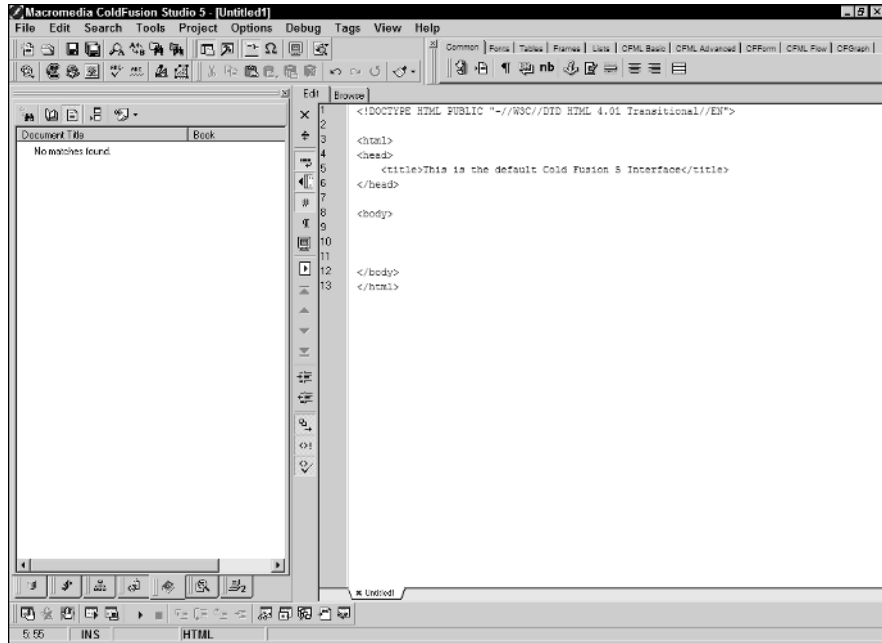 Macromedia ColdFusion Studio 5 - [Untitled1]
File Edit Search Tools Project Options Debug Tags View Help
Common Fonts Tables Frames Lists CFML Basic CFML Advanced CFForm CFML Flow CFGraph
nb
Edit Browse
Document Title Book
No matches found.
1 <!DOCTYPE HTML PUBLIC "-//W3C//DTD HTML 4.01 Transitional//EN">
2
3 <html>
4 <head>
5 <title>This is the default Cold Fusion 5 Interface</title>
6 </head>
7
8 <body>
9
10
11
12 </body>
13 </html>
Untitled1
5:55 INS HTML